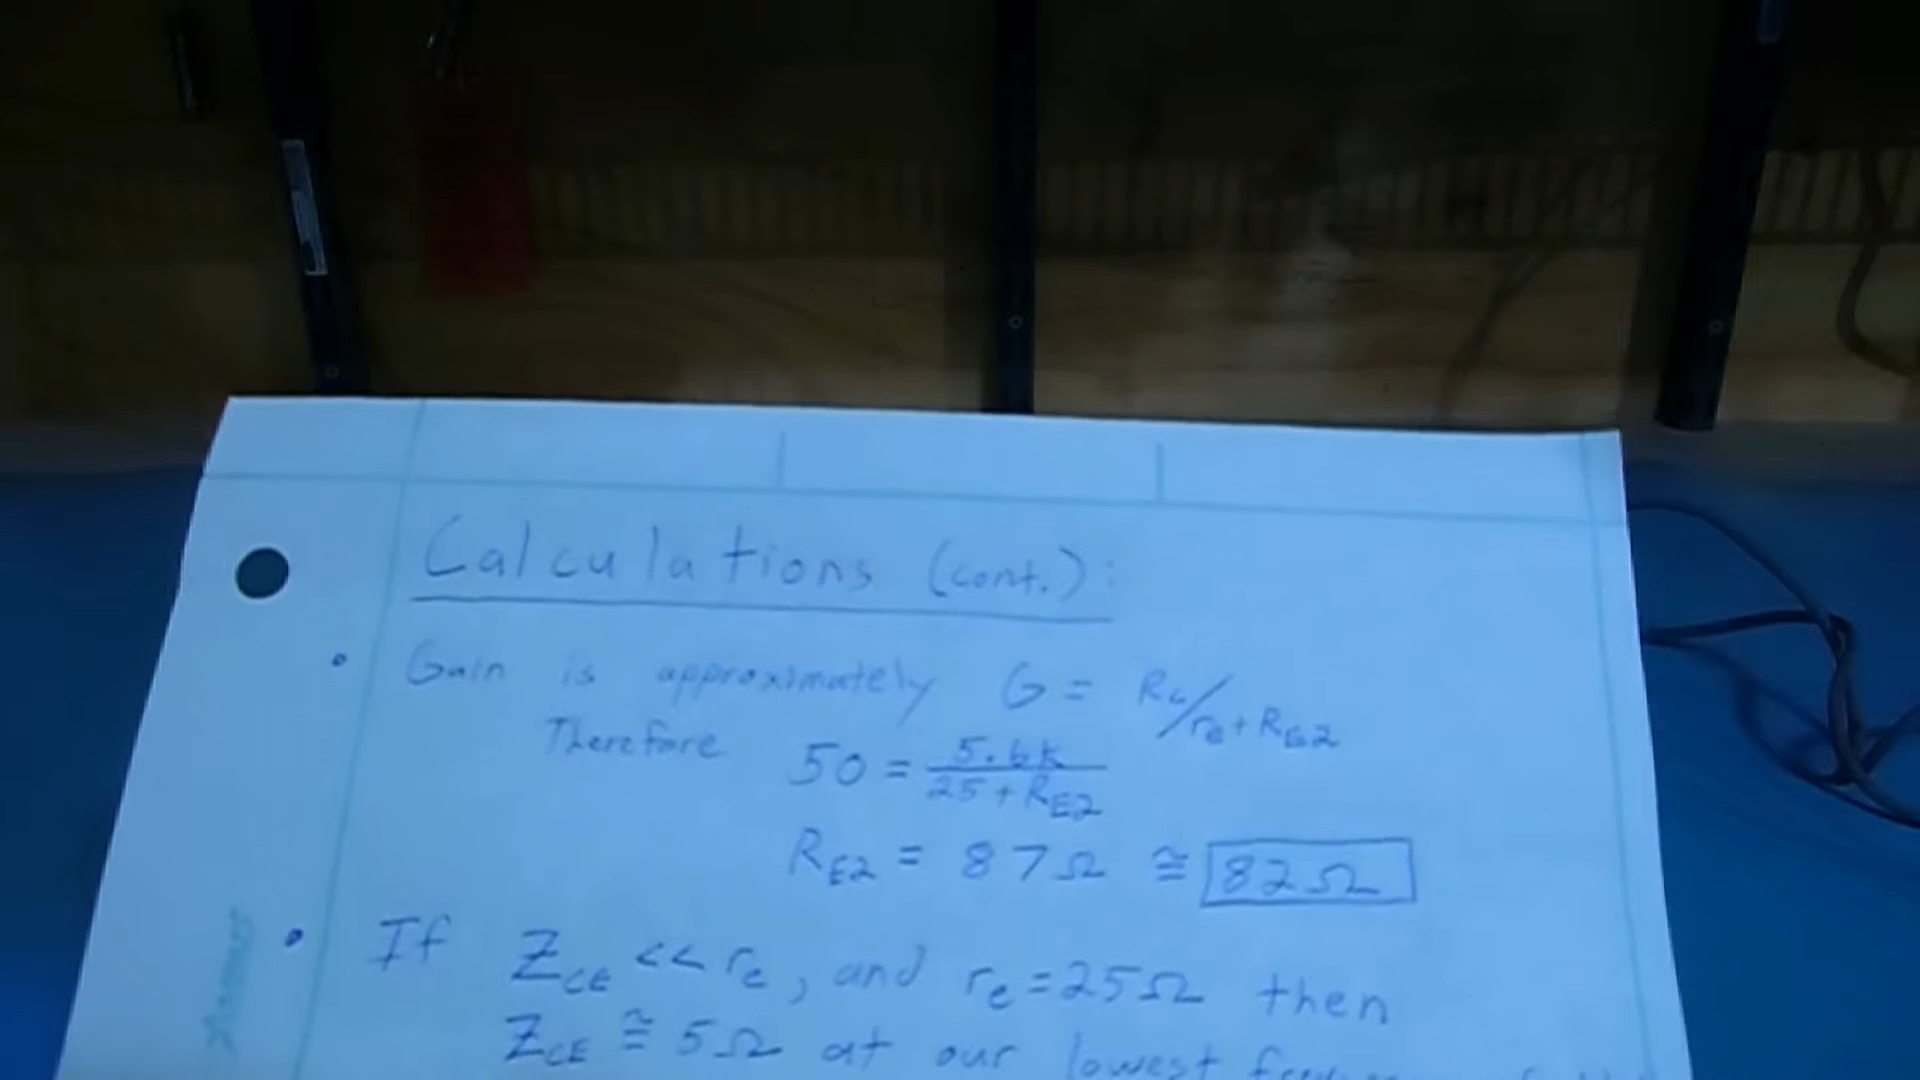 Calculations (cont.):
• Gain is approximately G = Rc/re+RE2
Therefore 50 = 5.6k/25+RE2
RE2 = 87Ω ≅ 82Ω
• If ZCE << re, and re=25Ω then
ZCE ≅ 5Ω at our lowest